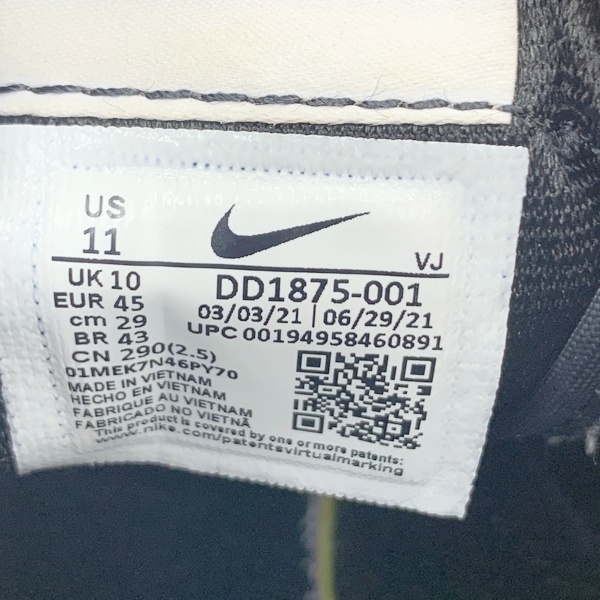 US
11
VJ
UK 10
EUR 45
cm 29
BR 43
CN 290(2.5)
DD1875-001
03/03/21 | 06/29/21
UPC 00194958460891
01MEK7N46PY70
MADE IN VIETNAM
HECHO EN VIETNAM
FABRIQUE AU VIETNAM
FABRICADO NO VIETNÃ
This product is covered by one or more patents:
www.nike.com/patentsvirtualmarking